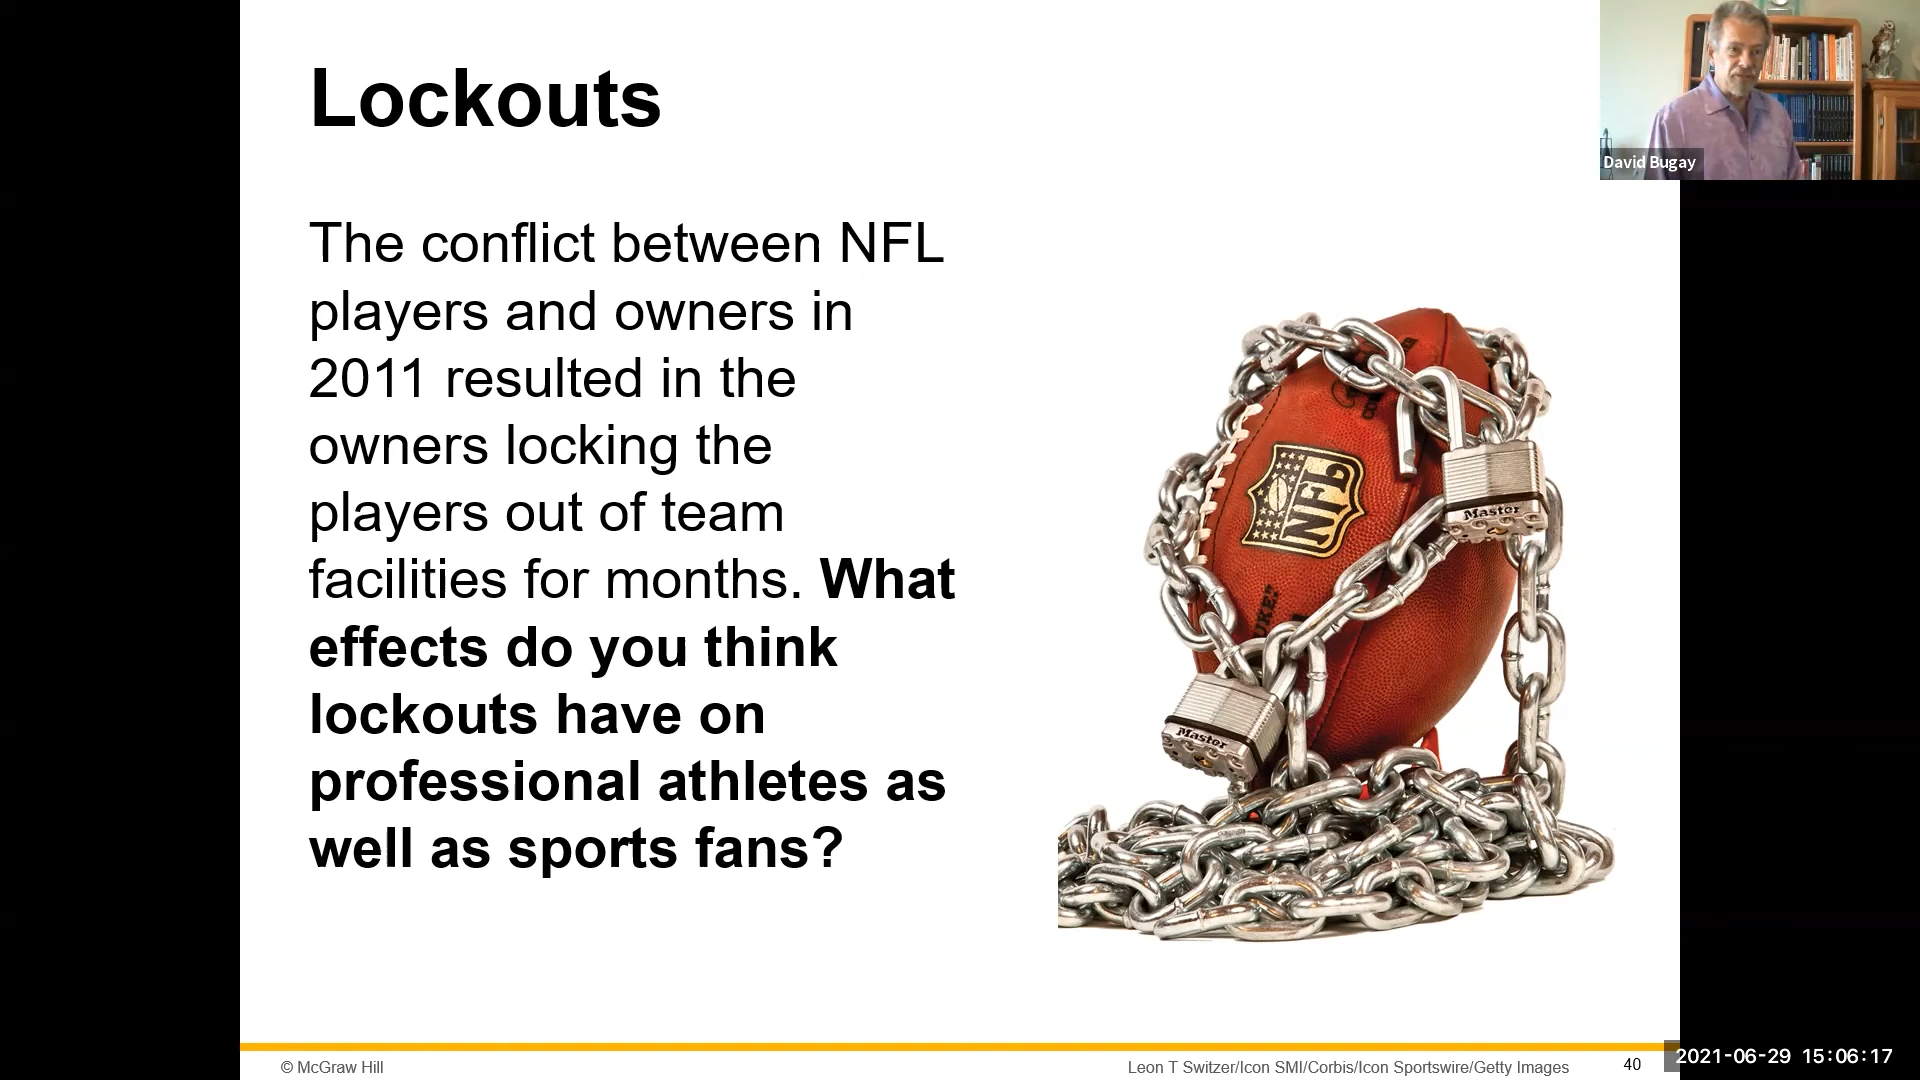 Lockouts
David Bugay
The conflict between NFL
players and owners in
2011 resulted in the
owners locking the
players out of team
facilities for months. What
effects do you think
lockouts have on
professional athletes as
well as sports fans?
NFL
Master
Master
© McGraw Hill
Leon T Switzer/Icon SMI/Corbis/Icon Sportswire/Getty Images
40
2021-06-29 15:06:17